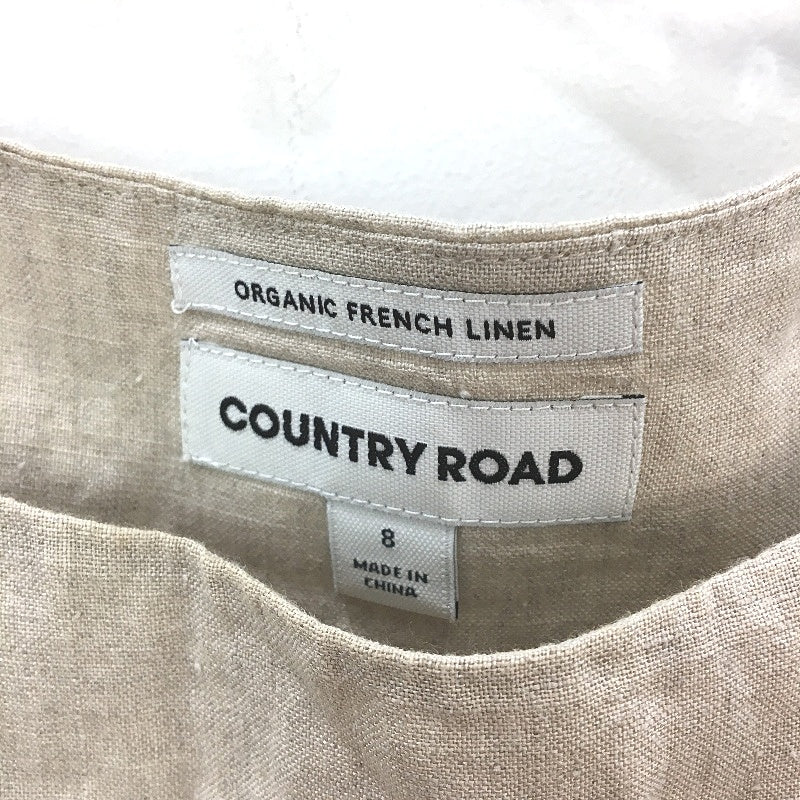 ORGANIC FRENCH LINEN
COUNTRY ROAD
8
MADE IN
CHINA